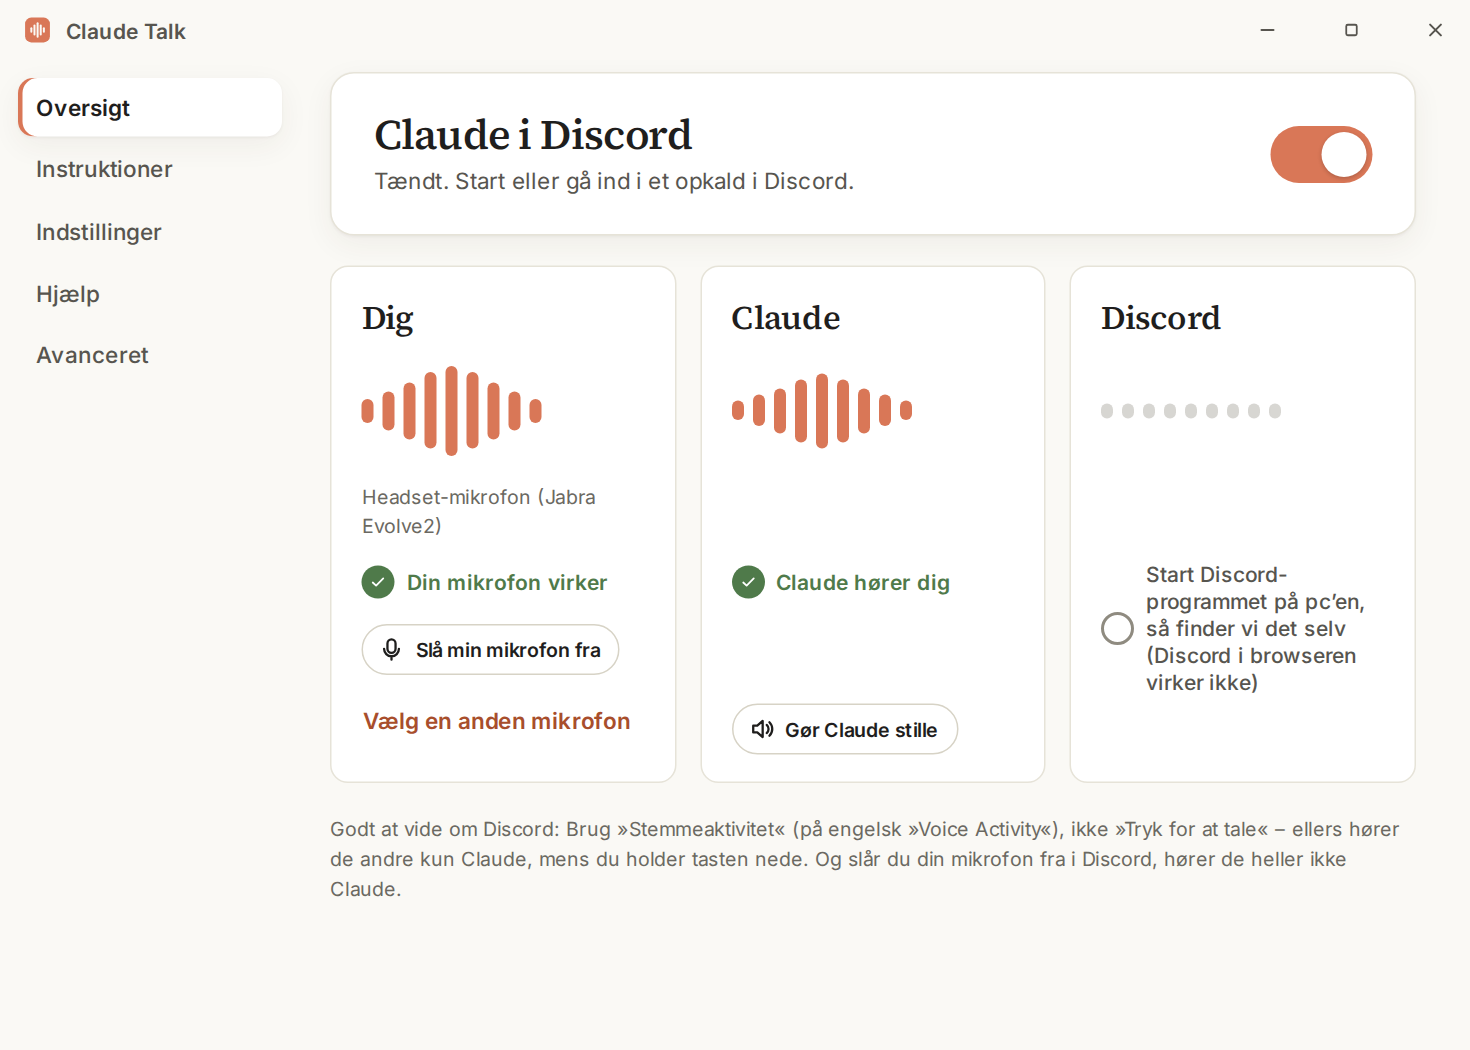 Claude Talk
Oversigt
Instruktioner
Indstillinger
Hjælp
Avanceret
Claude i Discord
Tændt. Start eller gå ind i et opkald i Discord.
Dig
Headset-mikrofon (Jabra
Evolve2)
Din mikrofon virker
Slå min mikrofon fra
Vælg en anden mikrofon
Claude
Claude hører dig
Gør Claude stille
Discord
Start Discord-
programmet på pc’en,
så finder vi det selv
(Discord i browseren
virker ikke)
Godt at vide om Discord: Brug »Stemmeaktivitet« (på engelsk »Voice Activity«), ikke »Tryk for at tale« – ellers hører
de andre kun Claude, mens du holder tasten nede. Og slår du din mikrofon fra i Discord, hører de heller ikke
Claude.